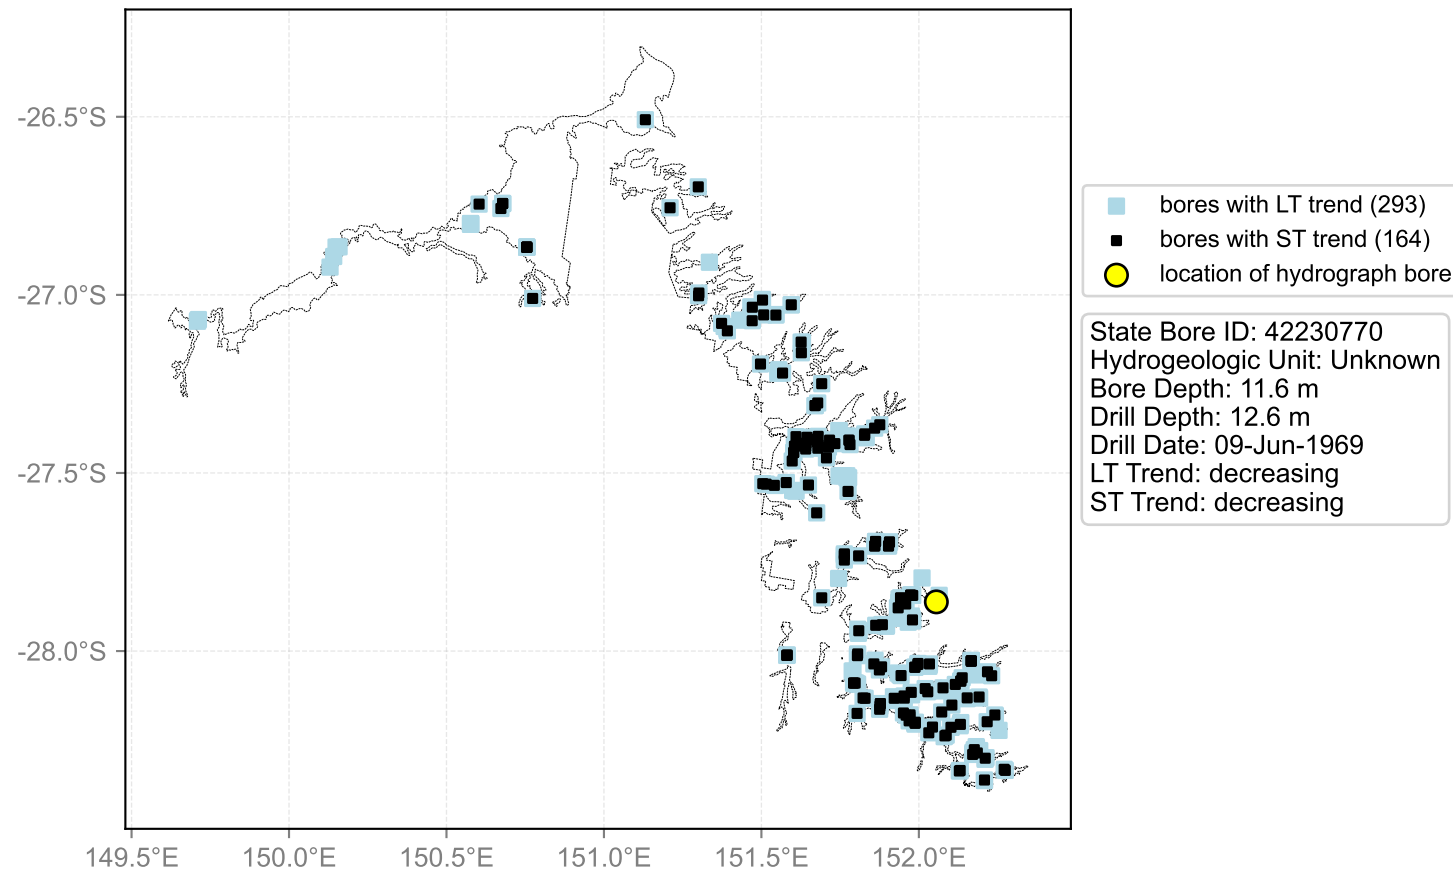 -26.5°S
-27.0°S
-27.5°S
-28.0°S
149.5°E 150.0°E 150.5°E 151.0°E 151.5°E 152.0°E
bores with LT trend (293)
bores with ST trend (164)
location of hydrograph bore
State Bore ID: 42230770
Hydrogeologic Unit: Unknown
Bore Depth: 11.6 m
Drill Depth: 12.6 m
Drill Date: 09-Jun-1969
LT Trend: decreasing
ST Trend: decreasing